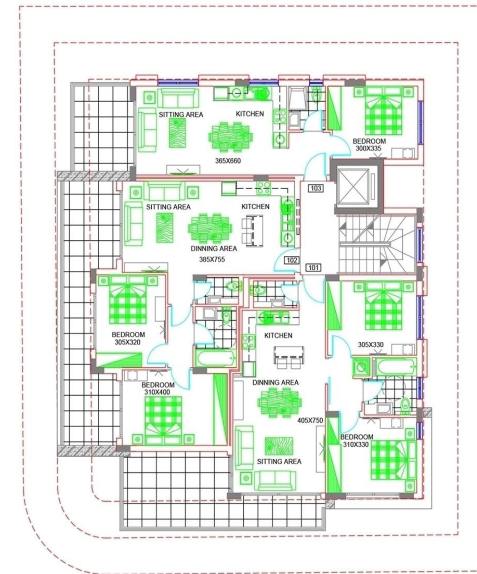 SITTING AREA
KITCHEN
365X660
BEDROOM
300X335
103
SITTING AREA
KITCHEN
DINNING AREA
385X755
102
101
BEDROOM
305X320
KITCHEN
305X330
BEDROOM
310X400
DINNING AREA
405X750
SITTING AREA
BEDROOM
310X330